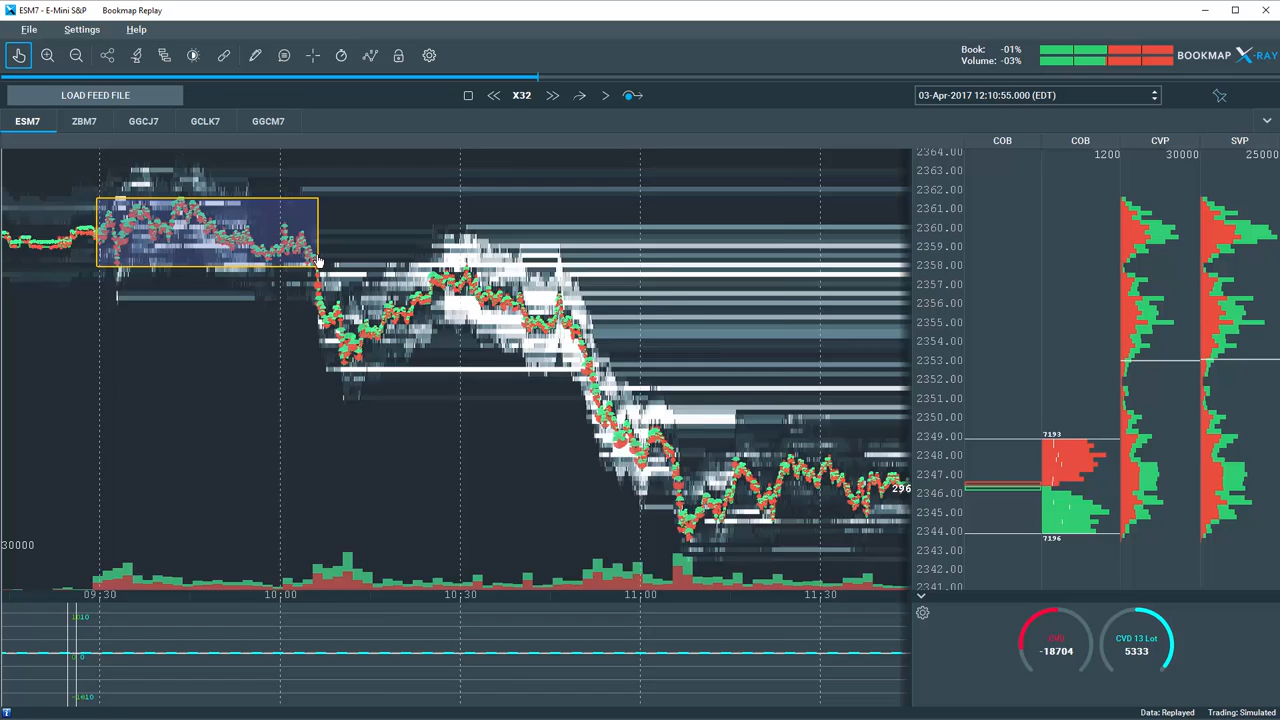 ESM7 - E-Mini S&P Bookmap Replay
File Settings Help
Book: -01%
Volume: -03%
BOOKMAP X-RAY
LOAD FEED FILE X32 03-Apr-2017 12:10:55.000 (EDT)
ESM7 ZBM7 GGCJ7 GCLK7 GGCM7
COB COB CVP SVP
1200 30000 25000
2364.00
2363.00
2362.00
2361.00
2360.00
2359.00
2358.00
2357.00
2356.00
2355.00
2354.00
2353.00
2352.00
2351.00
2350.00
2349.00
2348.00
2347.00
2346.00
2345.00
2344.00
2343.00
2342.00
2341.00
7193
296
7196
30000
09:30 10:00 10:30 11:00 11:30
0
-1e10
CVD
-18704
CVD 13 Lot
5333
Data: Replayed Trading: Simulated